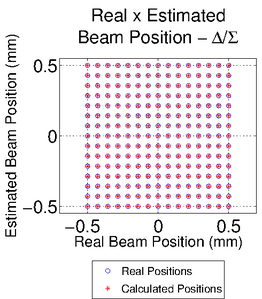 Real x Estimated
Beam Position – Δ/Σ
Estimated Beam Position (mm)
0.5
0
−0.5
−0.5 0 0.5
Real Beam Position (mm)
Real Positions
Calculated Positions